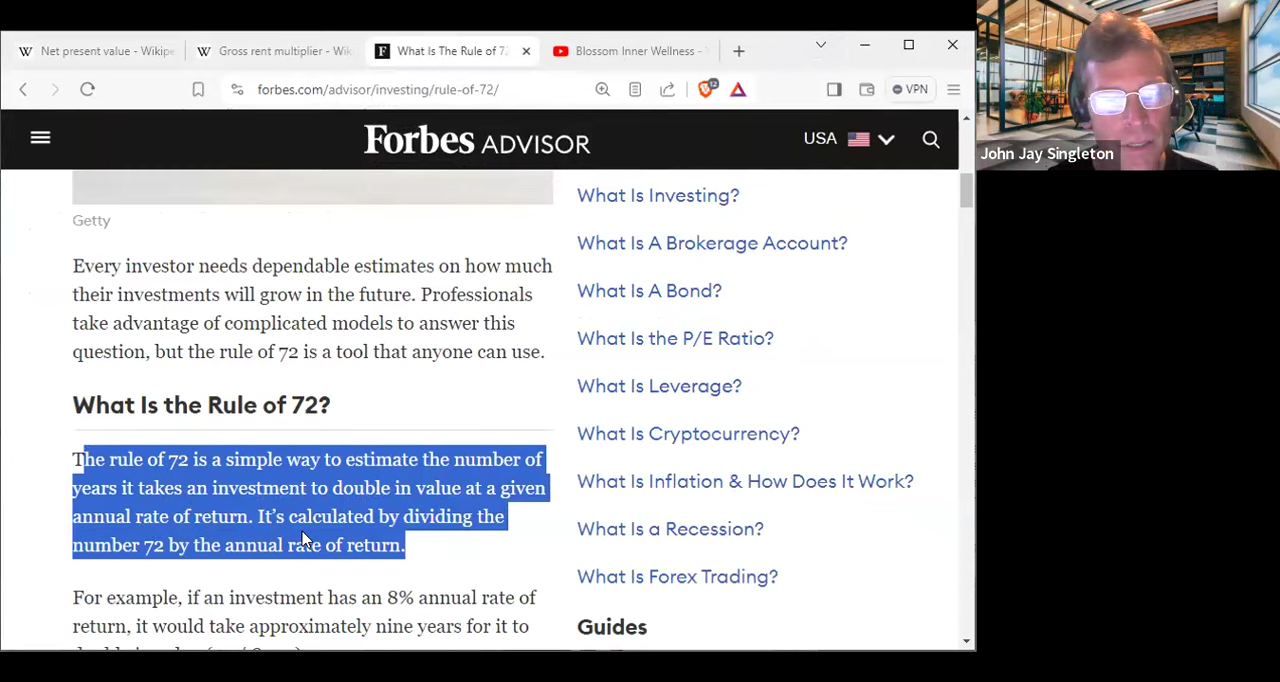 Net present value - Wikipe
Gross rent multiplier - Wik
F
What Is The Rule of 7
Blossom Inner Wellness -
forbes.com/advisor/investing/rule-of-72/
12
VPN
Forbes ADVISOR
USA
Getty
Every investor needs dependable estimates on how much
their investments will grow in the future. Professionals
take advantage of complicated models to answer this
question, but the rule of 72 is a tool that anyone can use.
What Is the Rule of 72?
The rule of 72 is a simple way to estimate the number of
years it takes an investment to double in value at a given
annual rate of return. It's calculated by dividing the
number 72 by the annual rate of return.
For example, if an investment has an 8% annual rate of
return, it would take approximately nine years for it to
What Is Investing?
What Is A Brokerage Account?
What Is A Bond?
What Is the P/E Ratio?
What Is Leverage?
What Is Cryptocurrency?
What Is Inflation & How Does It Work?
What Is a Recession?
What Is Forex Trading?
Guides
John Jay Singleton